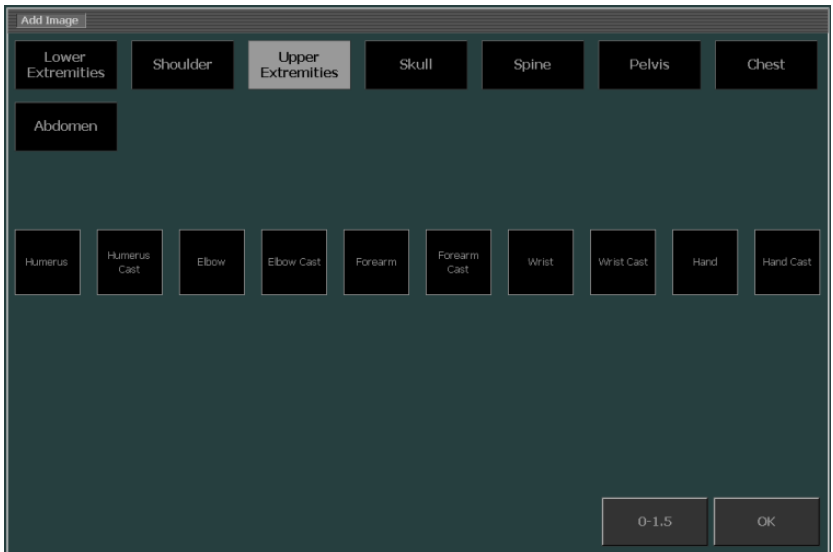 Add Image
Lower
Extremities
Shoulder
Upper
Extremities
Skull
Spine
Pelvis
Chest
Abdomen
Humerus
Humerus
Cast
Elbow
Elbow Cast
Forearm
Forearm
Cast
Wrist
Wrist Cast
Hand
Hand Cast
0-1.5
OK